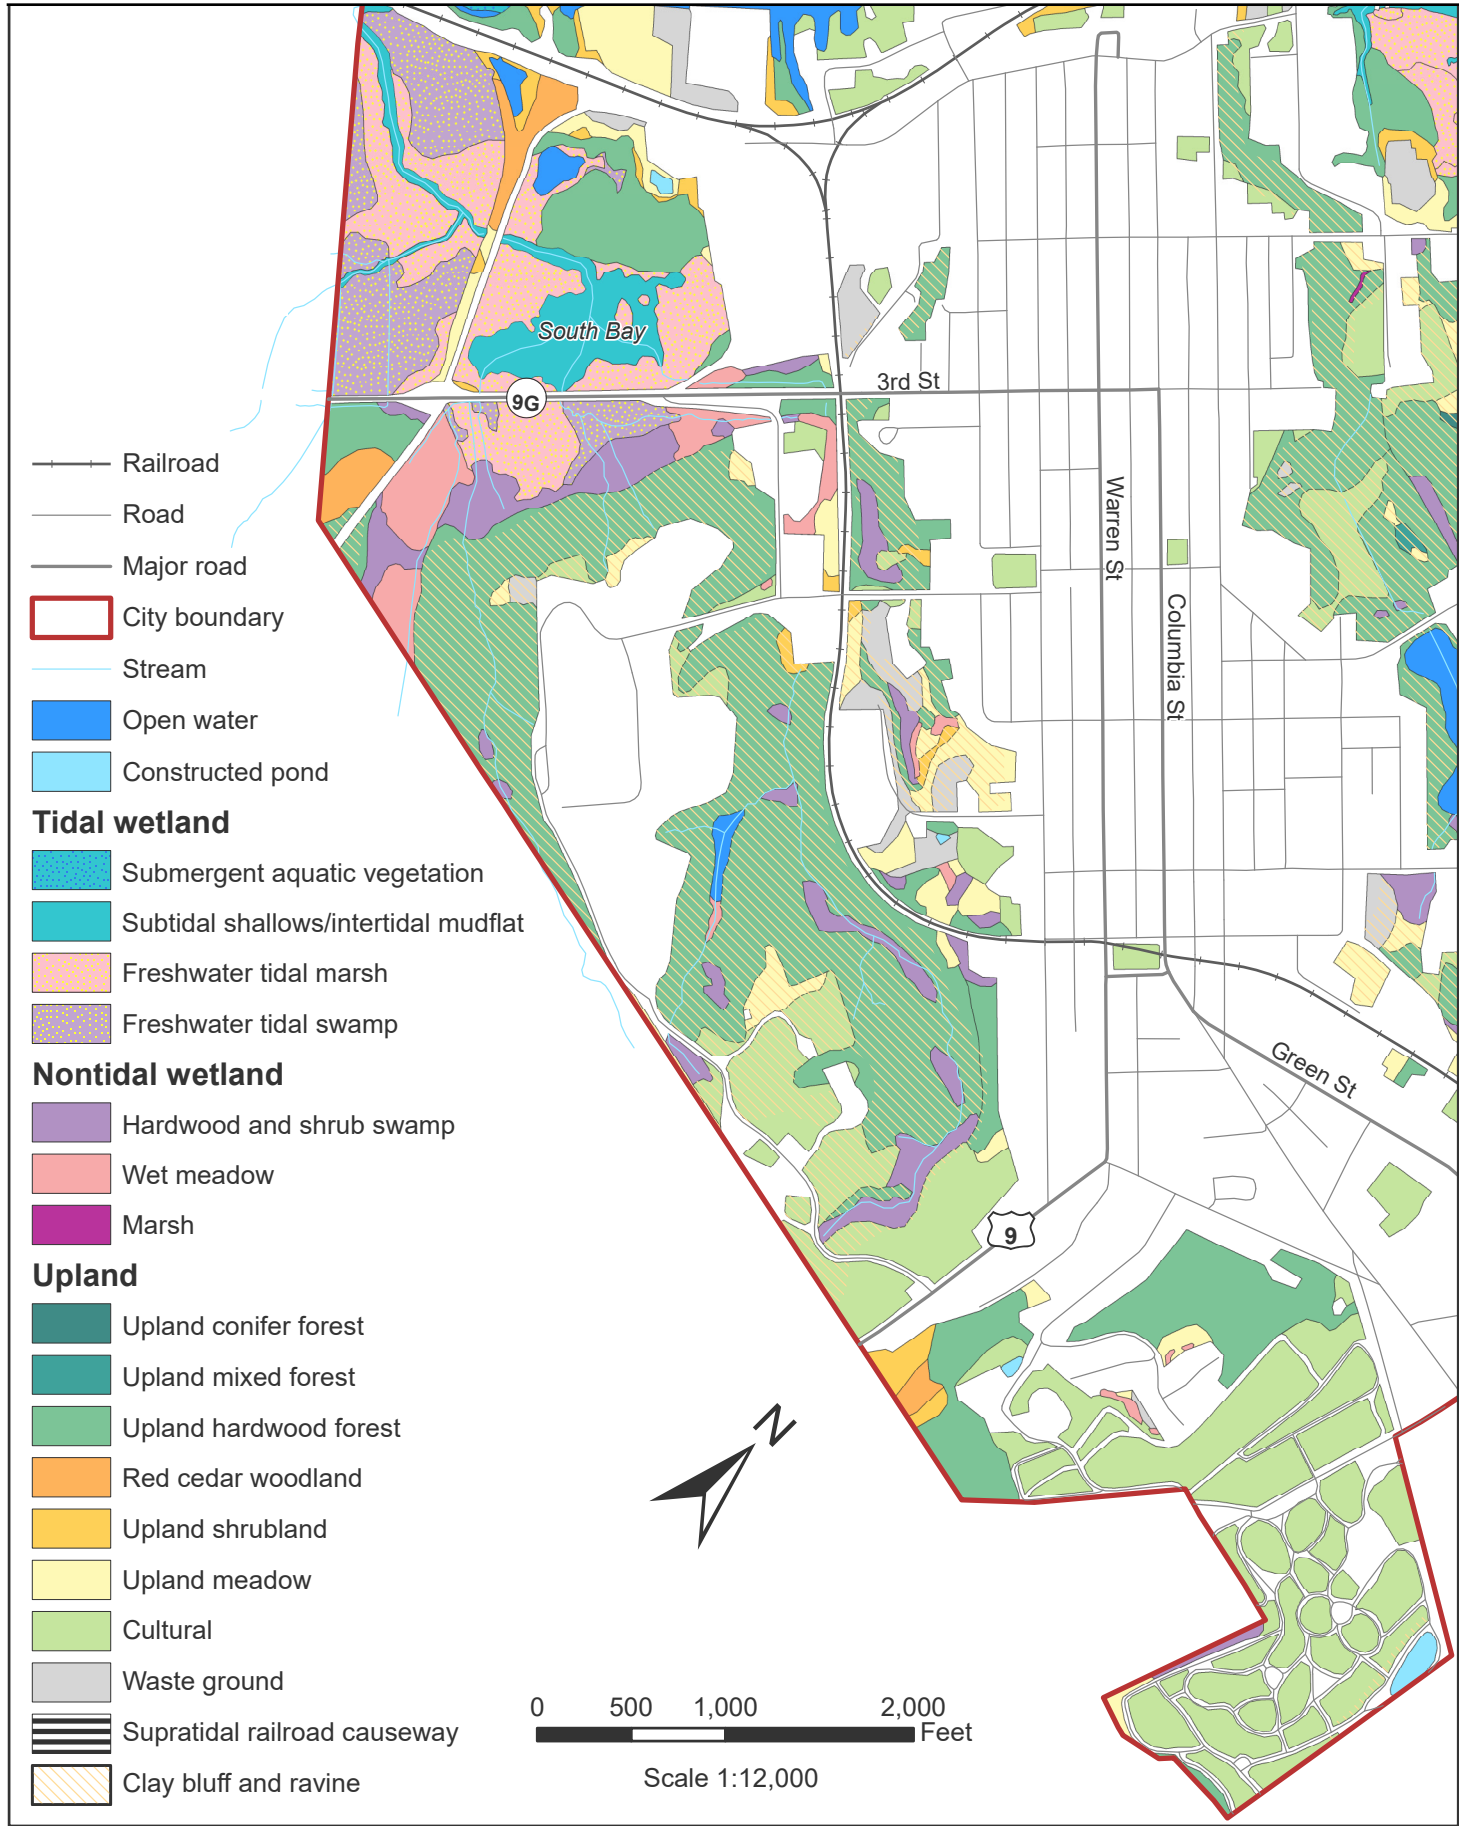 South Bay
3rd St
9G
Warren St
Columbia St
Green St
9
N
Railroad
Road
Major road
City boundary
Stream
Open water
Constructed pond
Tidal wetland
Submergent aquatic vegetation
Subtidal shallows/intertidal mudflat
Freshwater tidal marsh
Freshwater tidal swamp
Nontidal wetland
Hardwood and shrub swamp
Wet meadow
Marsh
Upland
Upland conifer forest
Upland mixed forest
Upland hardwood forest
Red cedar woodland
Upland shrubland
Upland meadow
Cultural
Waste ground
Supratidal railroad causeway
Clay bluff and ravine
0 500 1,000 2,000
Feet
Scale 1:12,000